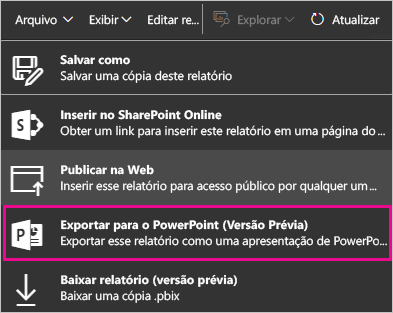 Arquivo Exibir Editar re... Explorar Atualizar
Salvar como
Salvar uma cópia deste relatório
Inserir no SharePoint Online
Obter um link para inserir este relatório em uma página do ...
Publicar na Web
Inserir esse relatório para acesso público por qualquer um...
Exportar para o PowerPoint (Versão Prévia)
Exportar esse relatório como uma apresentação de PowerPo...
Baixar relatório (versão prévia)
Baixar uma cópia .pbix